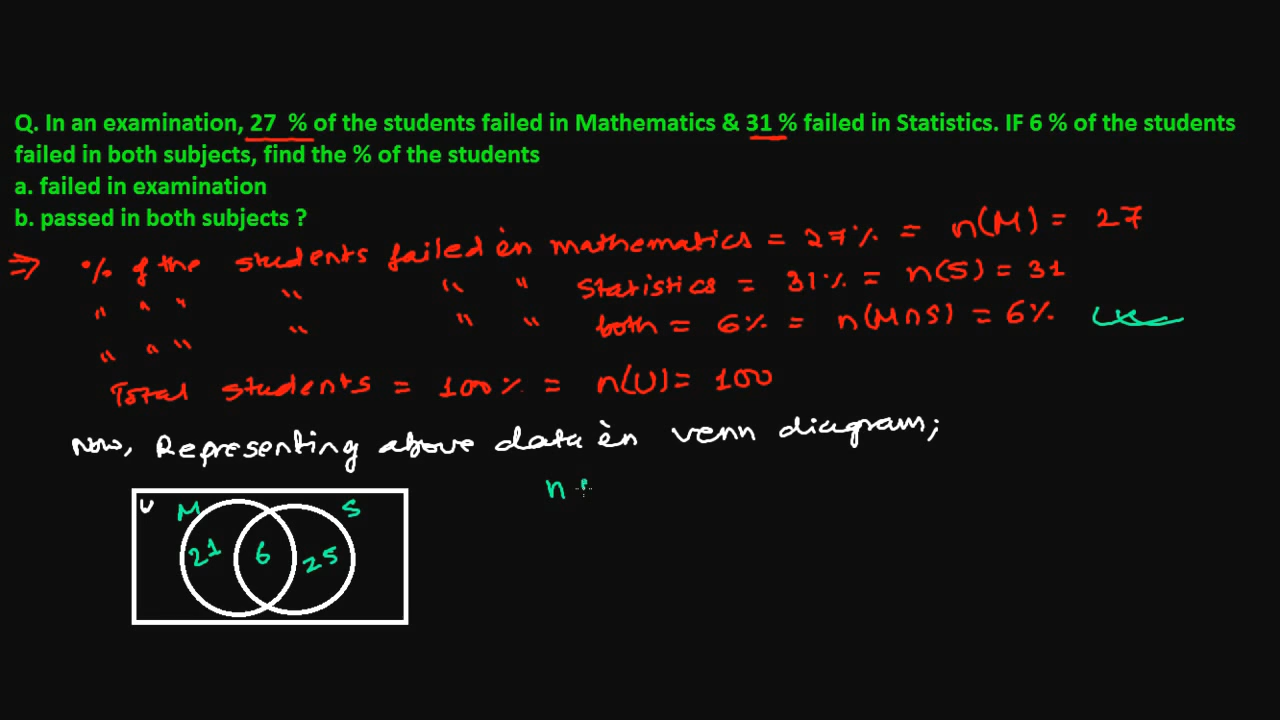 Q. In an examination, 27 % of the students failed in Mathematics & 31 % failed in Statistics. IF 6 % of the students
failed in both subjects, find the % of the students
a. failed in examination
b. passed in both subjects ?
⇒ % of the students failed in mathematics = 27% = n(M) = 27
" " " " " " Statistics = 31% = n(S) = 31
" " " " " " both = 6% = n(M∩S) = 6%
Total students = 100% = n(U) = 100
Now, Representing above data in venn diagram;
n
U M S
21 6 25